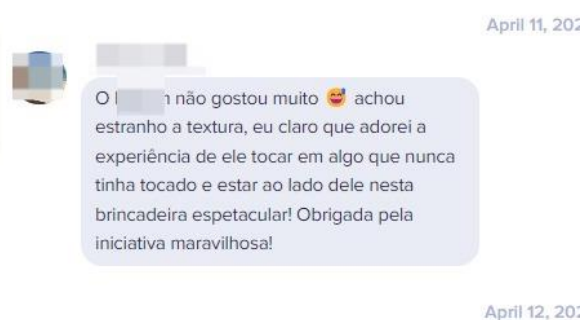 April 11, 202
O não gostou muito 😅 achou
estranho a textura, eu claro que adorei a
experiência de ele tocar em algo que nunca
tinha tocado e estar ao lado dele nesta
brincadeira espetacular! Obrigada pela
iniciativa maravilhosa!
April 12, 202